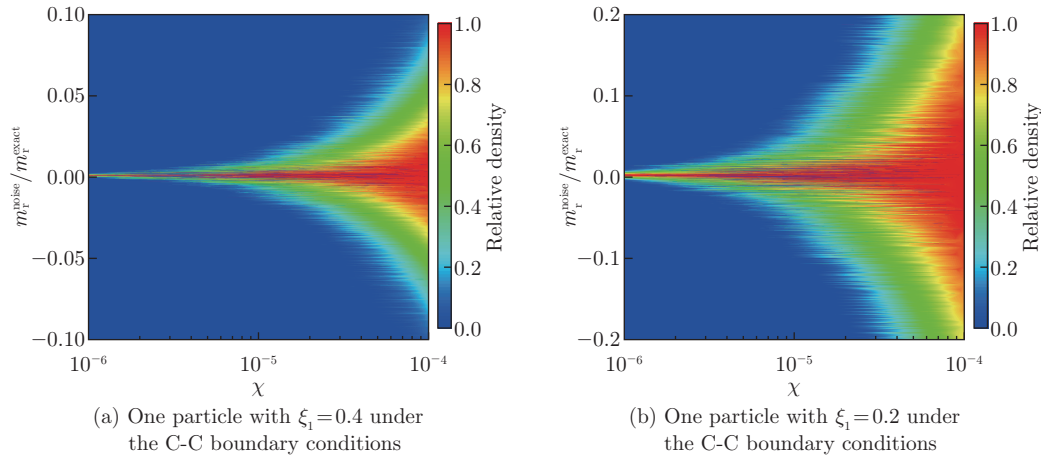 0.10
0.05
0.00
−0.05
−0.10
m_r^noise/m_r^exact
10^−6
10^−5
10^−4
χ
1.0
0.8
0.6
0.4
0.2
0.0
Relative density
(a) One particle with ξ_1=0.4 under
the C-C boundary conditions
0.2
0.1
0.0
−0.1
−0.2
m_r^noise/m_r^exact
10^−6
10^−5
10^−4
χ
1.0
0.8
0.6
0.4
0.2
0.0
Relative density
(b) One particle with ξ_1=0.2 under
the C-C boundary conditions